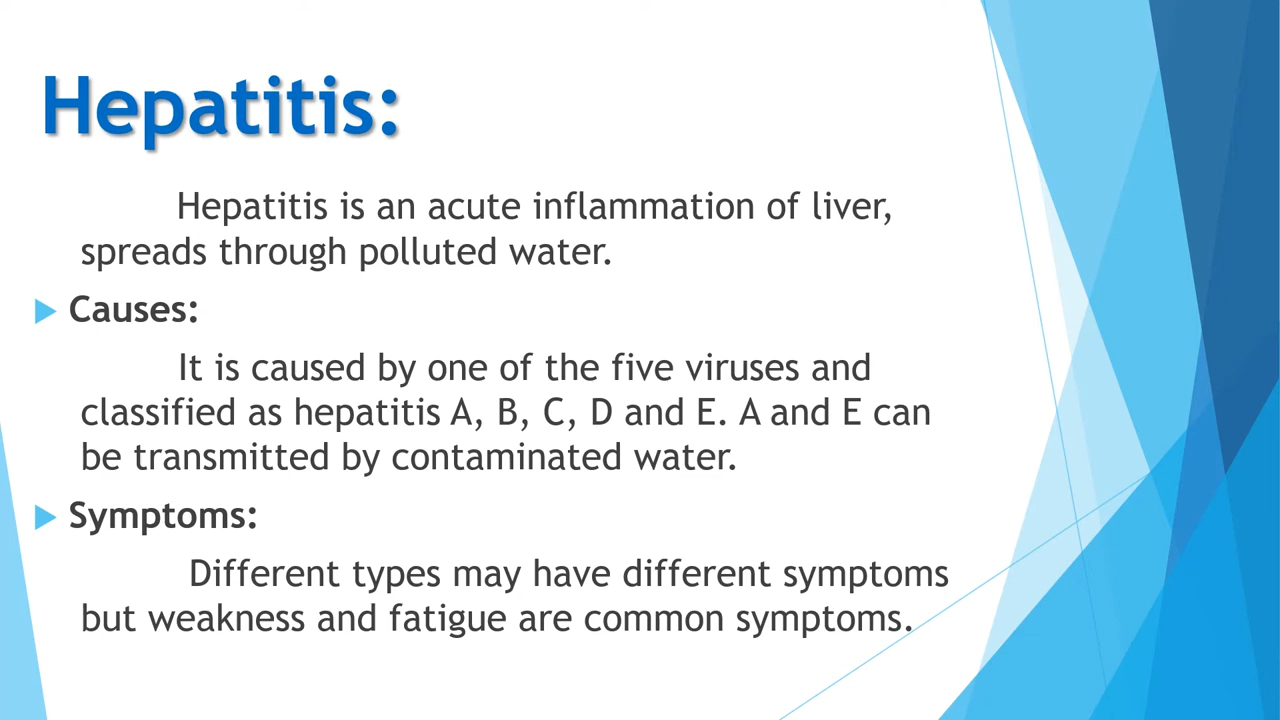 Hepatitis:
Hepatitis is an acute inflammation of liver,
spreads through polluted water.
Causes:
It is caused by one of the five viruses and
classified as hepatitis A, B, C, D and E. A and E can
be transmitted by contaminated water.
Symptoms:
Different types may have different symptoms
but weakness and fatigue are common symptoms.